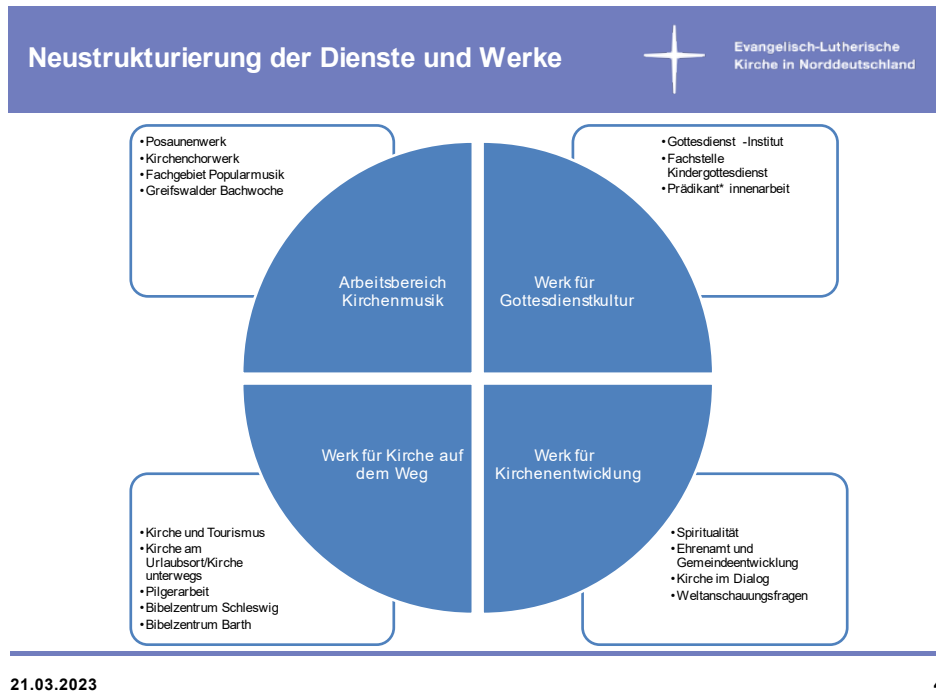 Neustrukturierung der Dienste und Werke
Evangelisch-Lutherische
Kirche in Norddeutschland
•Posaunenwerk
•Kirchenchorwerk
•Fachgebiet Popularmusik
•Greifswalder Bachwoche
•Gottesdienst -Institut
•Fachstelle
Kindergottesdienst
•Prädikant* innenarbeit
Arbeitsbereich
Kirchenmusik
Werk für
Gottesdienstkultur
Werk für Kirche auf
dem Weg
Werk für
Kirchenentwicklung
•Kirche und Tourismus
•Kirche am
Urlaubsort/Kirche
unterwegs
•Pilgerarbeit
•Bibelzentrum Schleswig
•Bibelzentrum Barth
•Spiritualität
•Ehrenamt und
Gemeindeentwicklung
•Kirche im Dialog
•Weltanschauungsfragen
21.03.2023